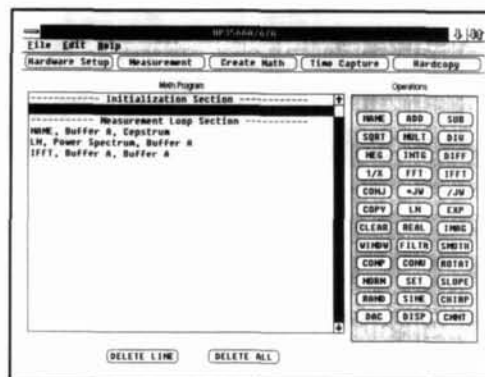 HP3566A/67A
File Edit Help
Hardware Setup Measurement Create Math Time Capture Hardcopy
Math Program
Operations
---------- Initialization Section ----------
---------- Measurement Loop Section ----------
NAME, Buffer A, Cepstrum
LN, Power Spectrum, Buffer A
IFFT, Buffer A, Buffer A
NAME ADD SUB
SQRT MULT DIV
NEG INTG DIFF
1/X FFT IFFT
CONJ *JW /JW
COPY LN EXP
CLEAR REAL IMAG
WINDW FILTR SMOTH
COMP CONV ROTAT
NORM SET SLOPE
RAND SINE CHIRP
DAC DISP CMNT
DELETE LINE DELETE ALL